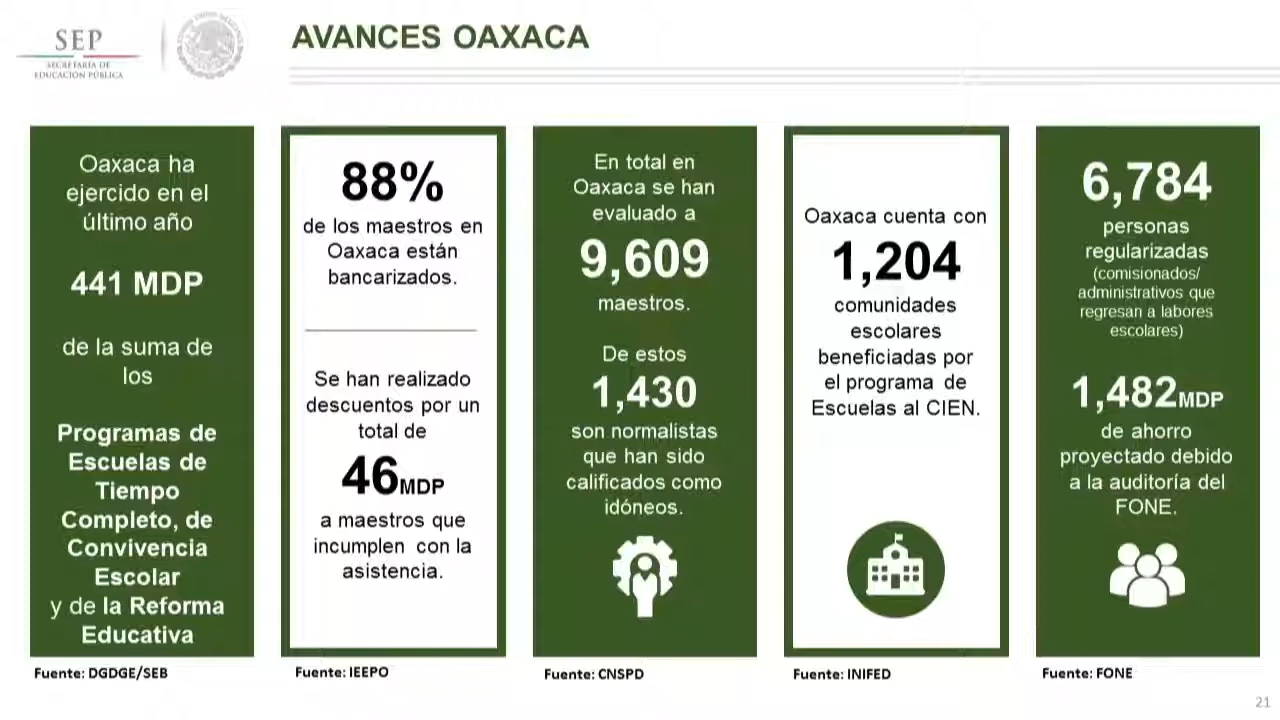 SEP
SECRETARÍA DE
EDUCACIÓN PÚBLICA
AVANCES OAXACA
Oaxaca ha
ejercido en el
último año
441 MDP
de la suma de
los
Programas de
Escuelas de
Tiempo
Completo, de
Convivencia
Escolar
y de la Reforma
Educativa
Fuente: DGDGE/SEB
88%
de los maestros en
Oaxaca están
bancarizados.
Se han realizado
descuentos por un
total de
46MDP
a maestros que
incumplen con la
asistencia.
Fuente: IEEPO
En total en
Oaxaca se han
evaluado a
9,609
maestros.
De estos
1,430
son normalistas
que han sido
calificados como
idóneos.
Fuente: CNSPD
Oaxaca cuenta con
1,204
comunidades
escolares
beneficiadas por
el programa de
Escuelas al CIEN.
Fuente: INIFED
6,784
personas
regularizadas
(comisionados/
administrativos que
regresan a labores
escolares)
1,482MDP
de ahorro
proyectado debido
a la auditoría del
FONE.
Fuente: FONE
21